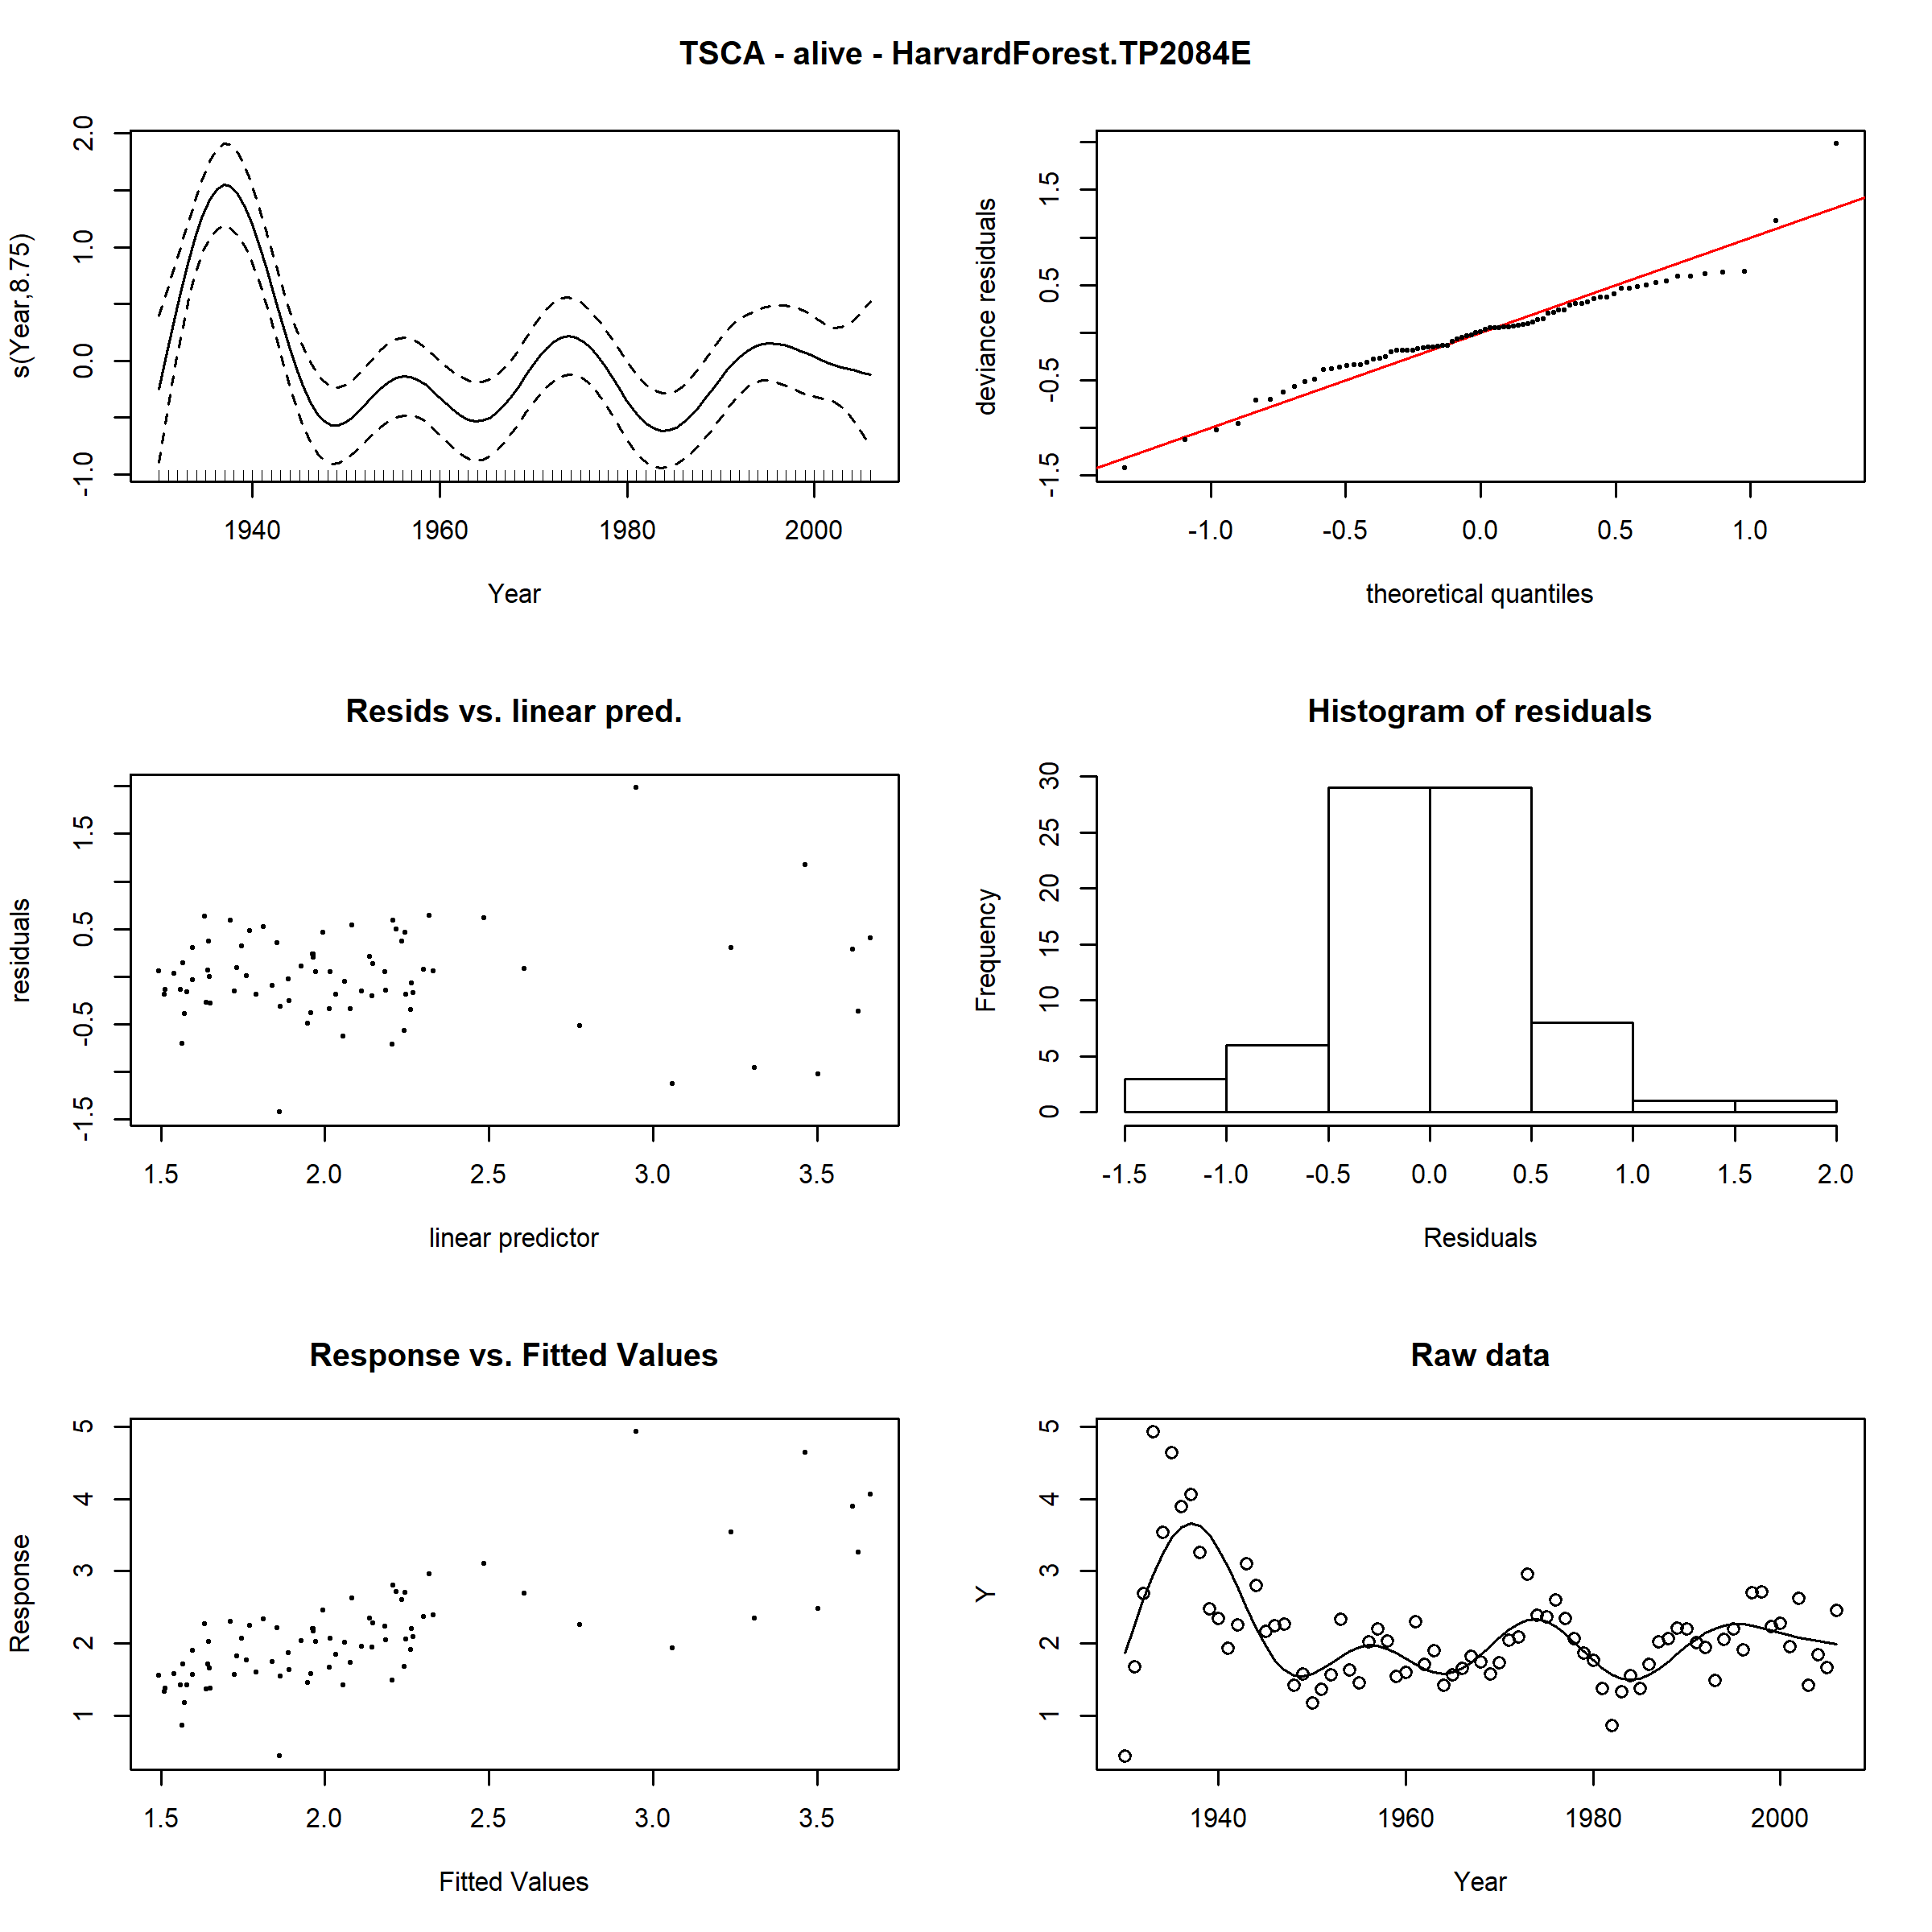 TSCA - alive - HarvardForest.TP2084E
s(Year,8.75)
-1.0 0.0 1.0 2.0
1940 1960 1980 2000
Year
deviance residuals
-1.5 -0.5 0.5 1.5
-1.0 -0.5 0.0 0.5 1.0
theoretical quantiles
Resids vs. linear pred.
residuals
-1.5 -0.5 0.5 1.5
1.5 2.0 2.5 3.0 3.5
linear predictor
Histogram of residuals
Frequency
0 5 10 15 20 25 30
-1.5 -1.0 -0.5 0.0 0.5 1.0 1.5 2.0
Residuals
Response vs. Fitted Values
Response
1 2 3 4 5
1.5 2.0 2.5 3.0 3.5
Fitted Values
Raw data
Y
1 2 3 4 5
1940 1960 1980 2000
Year